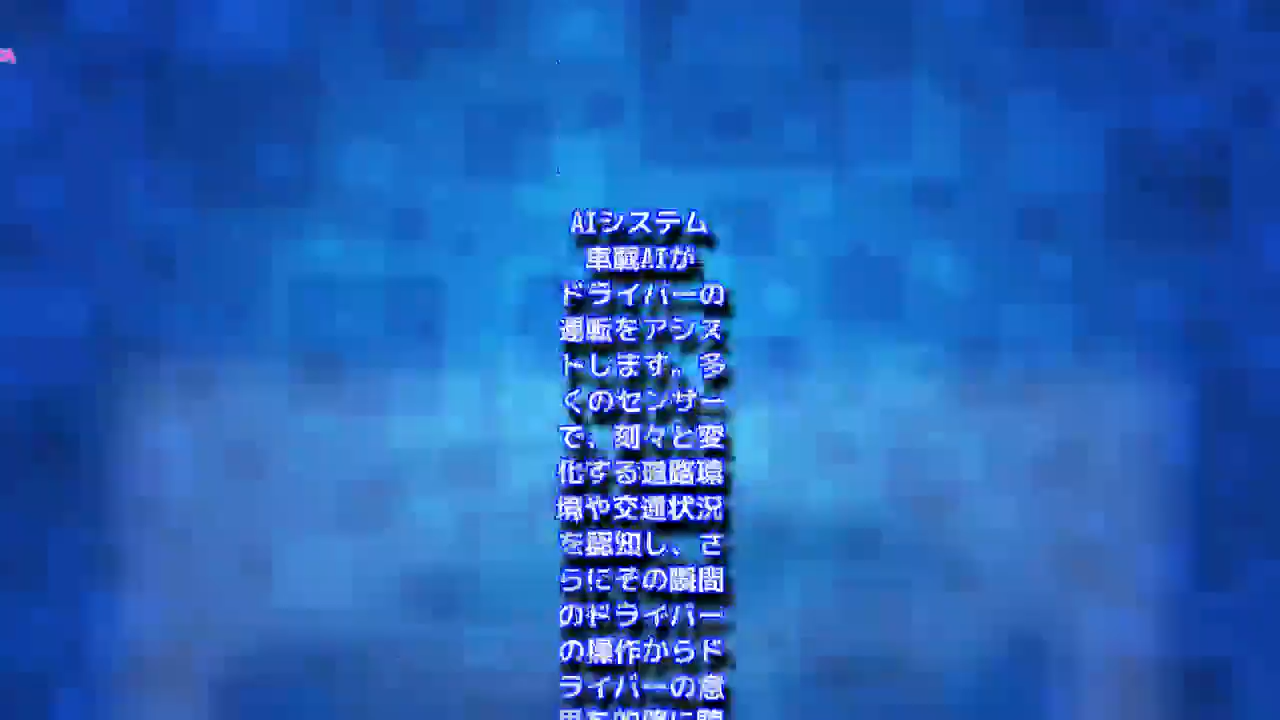 AIシステム
車載AIが
ドライバーの
運転をアシス
トします。多
くのセンサー
で、刻々と変
化する道路環
境や交通状況
を認知し、さ
らにその瞬間
のドライバー
の操作からド
ライバーの意